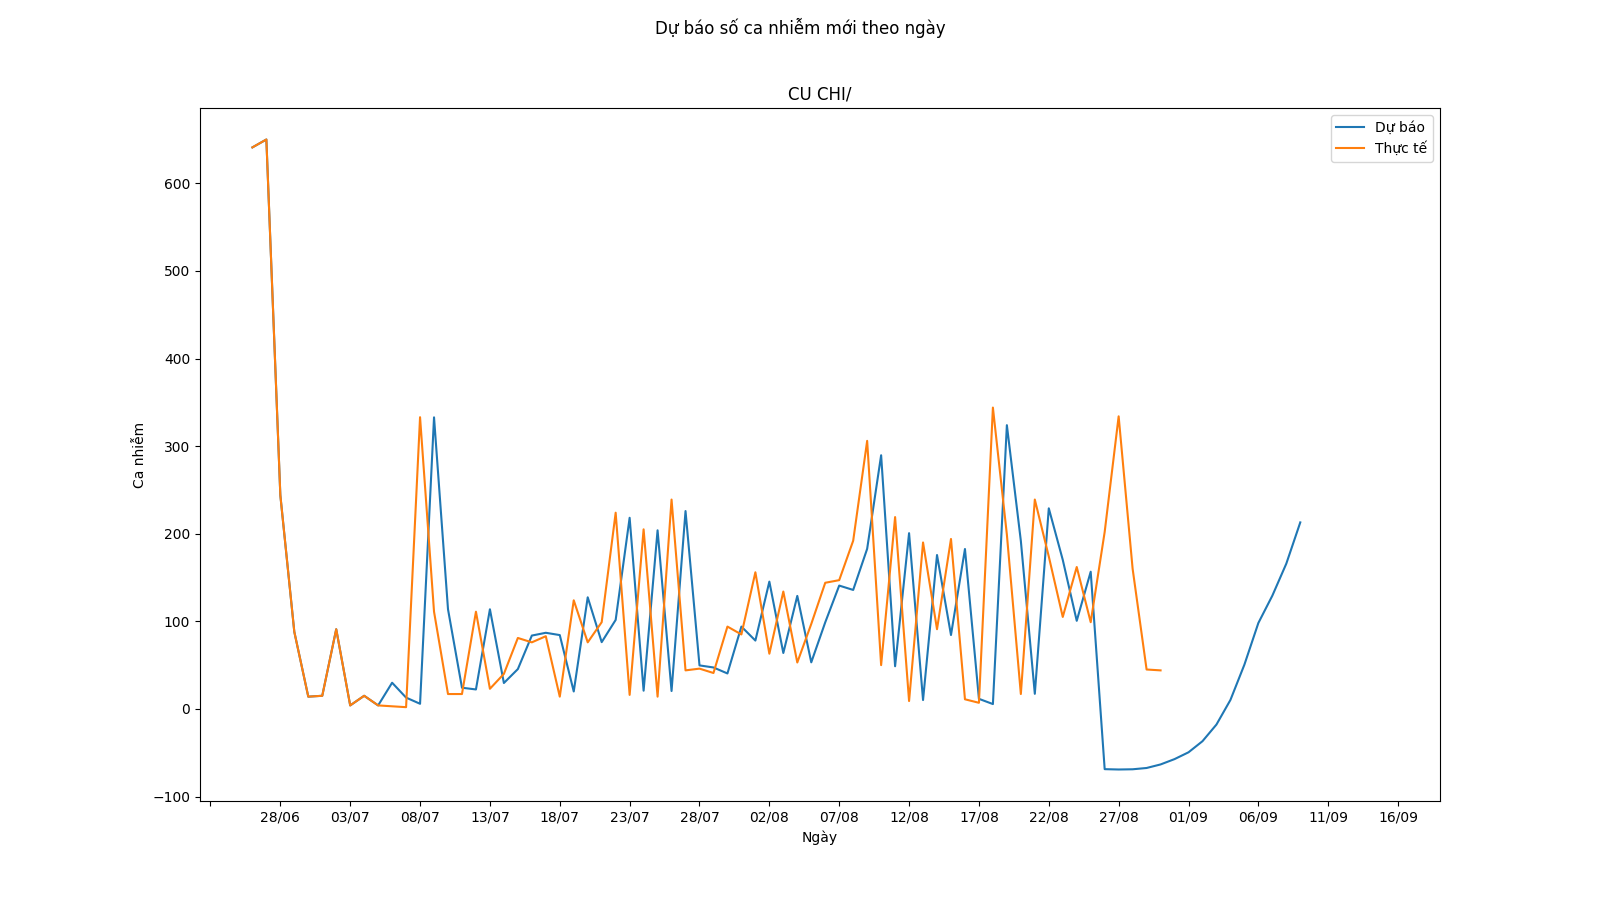 Dự báo số ca nhiễm mới theo ngày
CU CHI/
Dự báo
Thực tế
600
500
400
300
200
100
0
−100
Ca nhiễm
28/06 03/07 08/07 13/07 18/07 23/07 28/07 02/08 07/08 12/08 17/08 22/08 27/08 01/09 06/09 11/09 16/09
Ngày